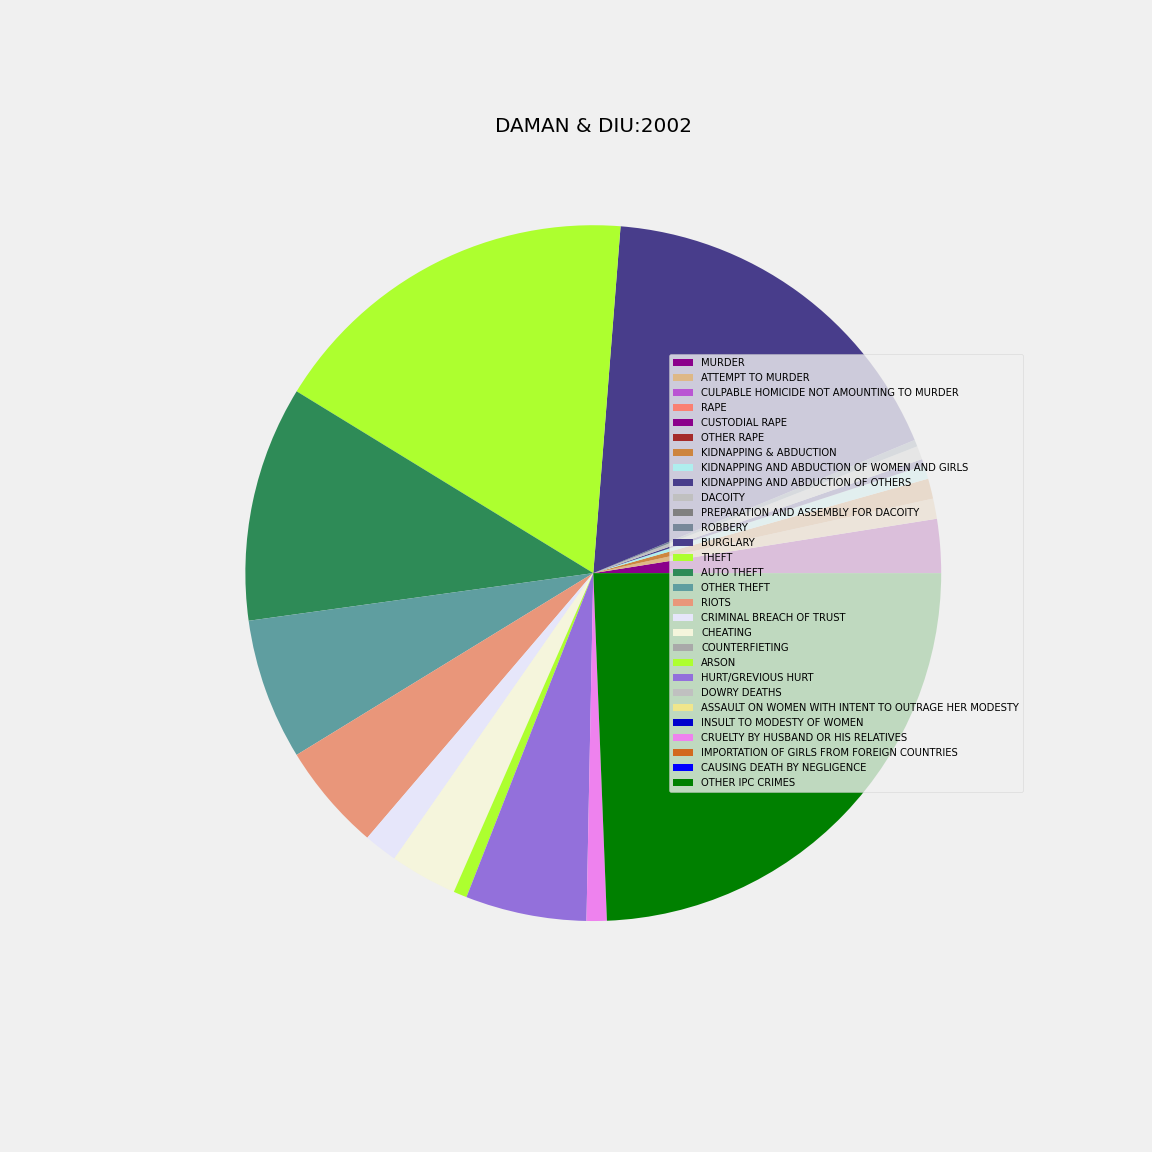 DAMAN & DIU:2002
MURDER
ATTEMPT TO MURDER
CULPABLE HOMICIDE NOT AMOUNTING TO MURDER
RAPE
CUSTODIAL RAPE
OTHER RAPE
KIDNAPPING & ABDUCTION
KIDNAPPING AND ABDUCTION OF WOMEN AND GIRLS
KIDNAPPING AND ABDUCTION OF OTHERS
DACOITY
PREPARATION AND ASSEMBLY FOR DACOITY
ROBBERY
BURGLARY
THEFT
AUTO THEFT
OTHER THEFT
RIOTS
CRIMINAL BREACH OF TRUST
CHEATING
COUNTERFIETING
ARSON
HURT/GREVIOUS HURT
DOWRY DEATHS
ASSAULT ON WOMEN WITH INTENT TO OUTRAGE HER MODESTY
INSULT TO MODESTY OF WOMEN
CRUELTY BY HUSBAND OR HIS RELATIVES
IMPORTATION OF GIRLS FROM FOREIGN COUNTRIES
CAUSING DEATH BY NEGLIGENCE
OTHER IPC CRIMES